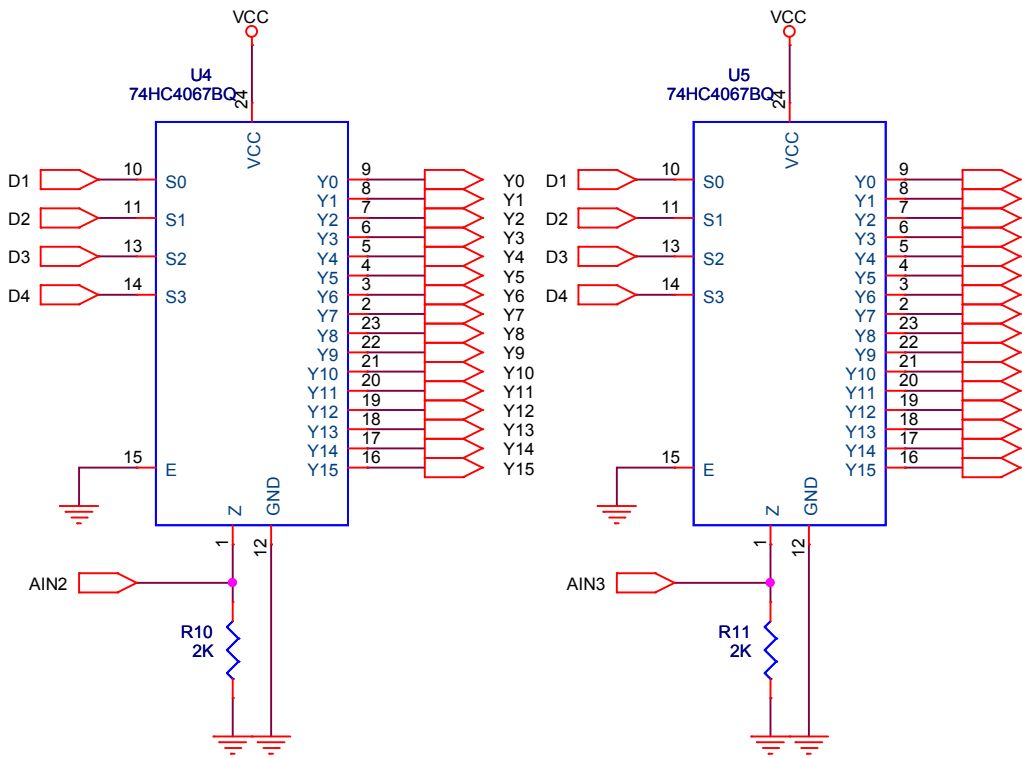 VCC
U4
74HC4067BQ
24
VCC
D1
10
S0
D2
11
S1
D3
13
S2
D4
14
S3
15
E
Y0
9
Y0
Y1
8
Y1
Y2
7
Y2
Y3
6
Y3
Y4
5
Y4
Y5
4
Y5
Y6
3
Y6
Y7
2
Y7
Y8
23
Y8
Y9
22
Y9
Y10
21
Y10
Y11
20
Y11
Y12
19
Y12
Y13
18
Y13
Y14
17
Y14
Y15
16
Y15
Z
GND
1
12
AIN2
R10
2K
VCC
U5
74HC4067BQ
24
VCC
D1
10
S0
D2
11
S1
D3
13
S2
D4
14
S3
15
E
Y0
9
Y1
8
Y2
7
Y3
6
Y4
5
Y5
4
Y6
3
Y7
2
Y8
23
Y9
22
Y10
21
Y11
20
Y12
19
Y13
18
Y14
17
Y15
16
Z
GND
1
12
AIN3
R11
2K